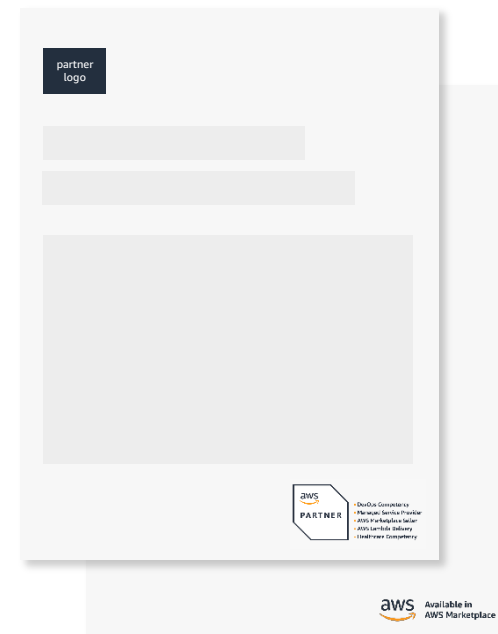 partner
logo
aws
PARTNER
• DevOps Competency
• Managed Service Provider
• AWS Marketplace Seller
• AWS Lambda Delivery
• Healthcare Competency
aws
Available in
AWS Marketplace